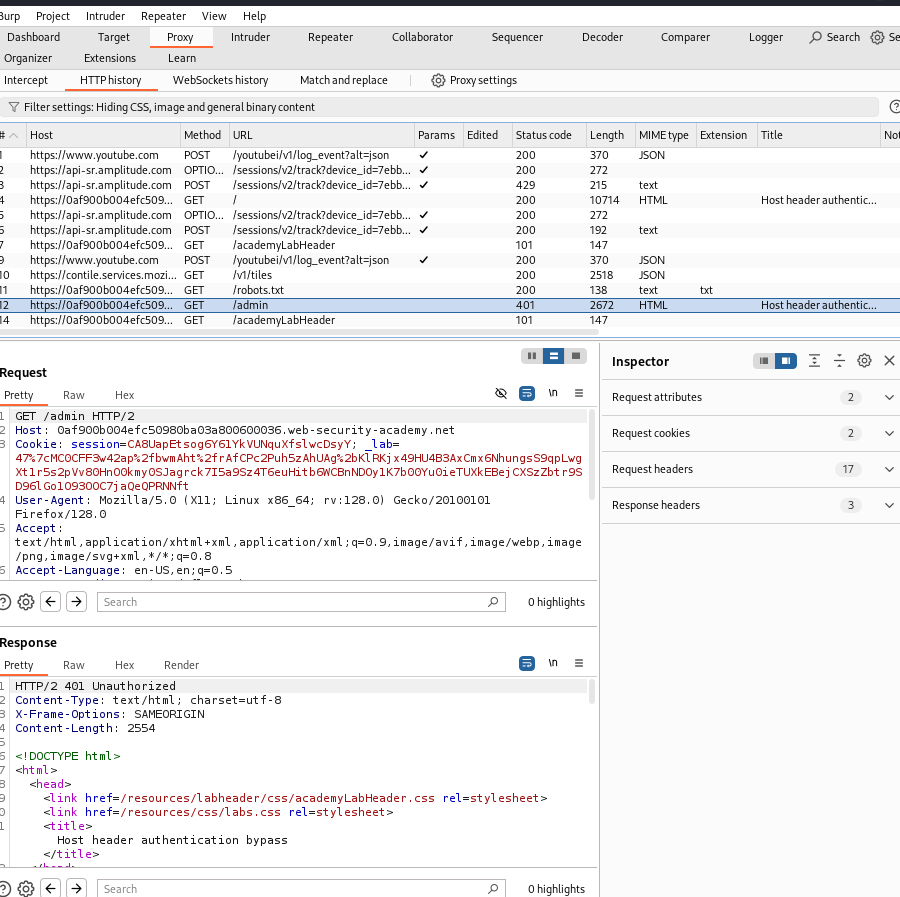 Burp Project Intruder Repeater View Help
Dashboard Target Proxy Intruder Repeater Collaborator Sequencer Decoder Comparer Logger Search Se
Organizer Extensions Learn
Intercept HTTP history WebSockets history Match and replace Proxy settings
Filter settings: Hiding CSS, image and general binary content
# Host Method URL Params Edited Status code Length MIME type Extension Title Not
1 https://www.youtube.com POST /youtubei/v1/log_event?alt=json ✓ 200 370 JSON
2 https://api-sr.amplitude.com OPTIO... /sessions/v2/track?device_id=7ebb... ✓ 200 272
3 https://api-sr.amplitude.com POST /sessions/v2/track?device_id=7ebb... ✓ 429 215 text
4 https://0af900b004efc509... GET / 200 10714 HTML Host header authentic...
5 https://api-sr.amplitude.com OPTIO... /sessions/v2/track?device_id=7ebb... ✓ 200 272
6 https://api-sr.amplitude.com POST /sessions/v2/track?device_id=7ebb... ✓ 200 192 text
7 https://0af900b004efc509... GET /academyLabHeader 101 147
9 https://www.youtube.com POST /youtubei/v1/log_event?alt=json ✓ 200 370 JSON
10 https://contile.services.mozi... GET /v1/tiles 200 2518 JSON
11 https://0af900b004efc509... GET /robots.txt 200 138 text txt
12 https://0af900b004efc509... GET /admin 401 2672 HTML Host header authentic...
14 https://0af900b004efc509... GET /academyLabHeader 101 147
Request
Pretty Raw Hex \n
1 GET /admin HTTP/2
2 Host: 0af900b004efc50980ba03a800600036.web-security-academy.net
3 Cookie: session=CA8UapEtsog6Y61YkVUNquXfslwcDsyY; _lab=
47%7cMC0CFF3w42ap%2fbwmAht%2frAfCPc2Puh5zAhUAg%2bKlRKjx49HU4B3AxCmx6NhungsS9qpLwg
Xt1r5s2pVv80HnO0kmy0SJagrck7I5a9Sz4T6euHitb6WCBnNDOy1K7b00Yu0ieTUXkEBejCXSzZbtr9S
D96lGo1O93OOC7jaQeQPRNNft
4 User-Agent: Mozilla/5.0 (X11; Linux x86_64; rv:128.0) Gecko/20100101
Firefox/128.0
5 Accept:
text/html,application/xhtml+xml,application/xml;q=0.9,image/avif,image/webp,image
/png,image/svg+xml,*/*;q=0.8
6 Accept-Language: en-US,en;q=0.5
Search 0 highlights
Response
Pretty Raw Hex Render \n
1 HTTP/2 401 Unauthorized
2 Content-Type: text/html; charset=utf-8
3 X-Frame-Options: SAMEORIGIN
4 Content-Length: 2554
5
6 <!DOCTYPE html>
7 <html>
8 <head>
9 <link href=/resources/labheader/css/academyLabHeader.css rel=stylesheet>
0 <link href=/resources/css/labs.css rel=stylesheet>
1 <title>
Host header authentication bypass
</title>
</head>
Search 0 highlights
Inspector
Request attributes 2
Request cookies 2
Request headers 17
Response headers 3